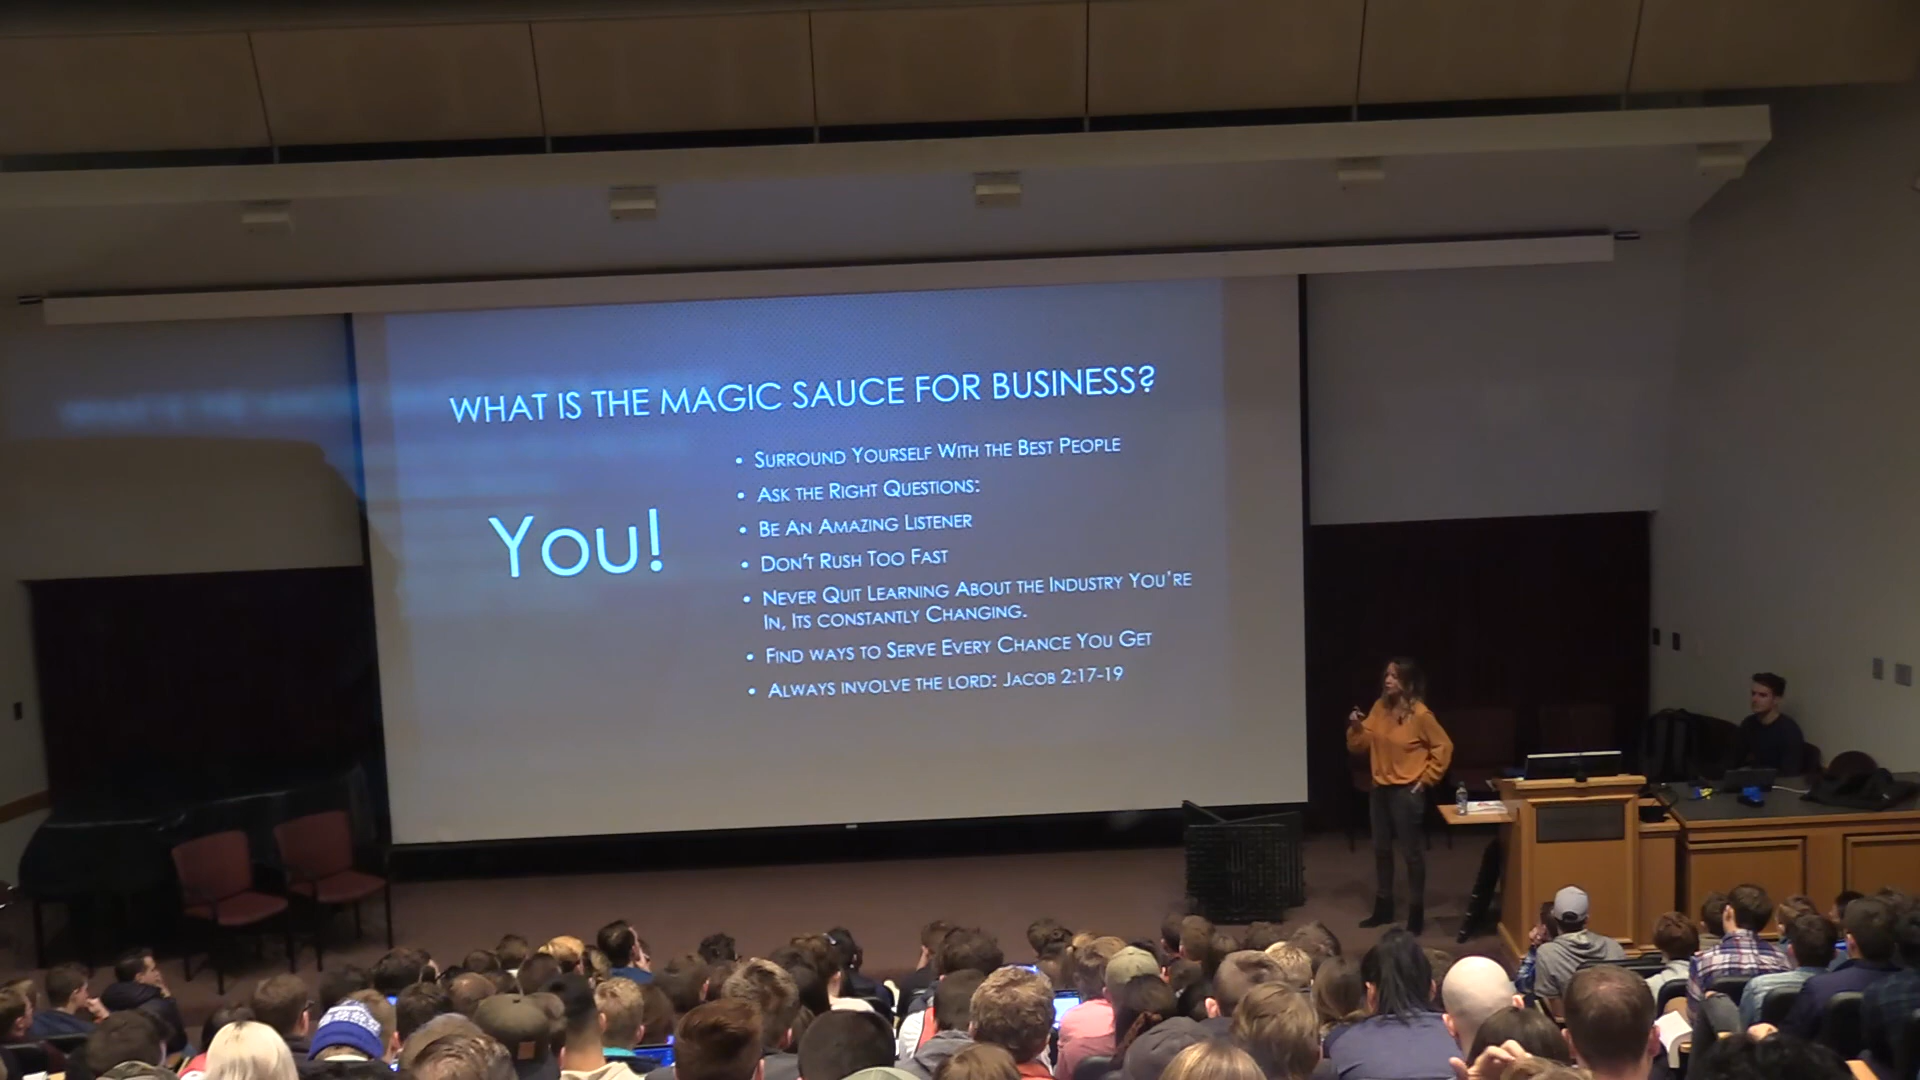 WHAT IS THE MAGIC SAUCE FOR BUSINESS?
You!
• SURROUND YOURSELF WITH THE BEST PEOPLE
• ASK THE RIGHT QUESTIONS:
• BE AN AMAZING LISTENER
• DON'T RUSH TOO FAST
• NEVER QUIT LEARNING ABOUT THE INDUSTRY YOU'RE
IN, ITS CONSTANTLY CHANGING.
• FIND WAYS TO SERVE EVERY CHANCE YOU GET
• ALWAYS INVOLVE THE LORD: JACOB 2:17-19